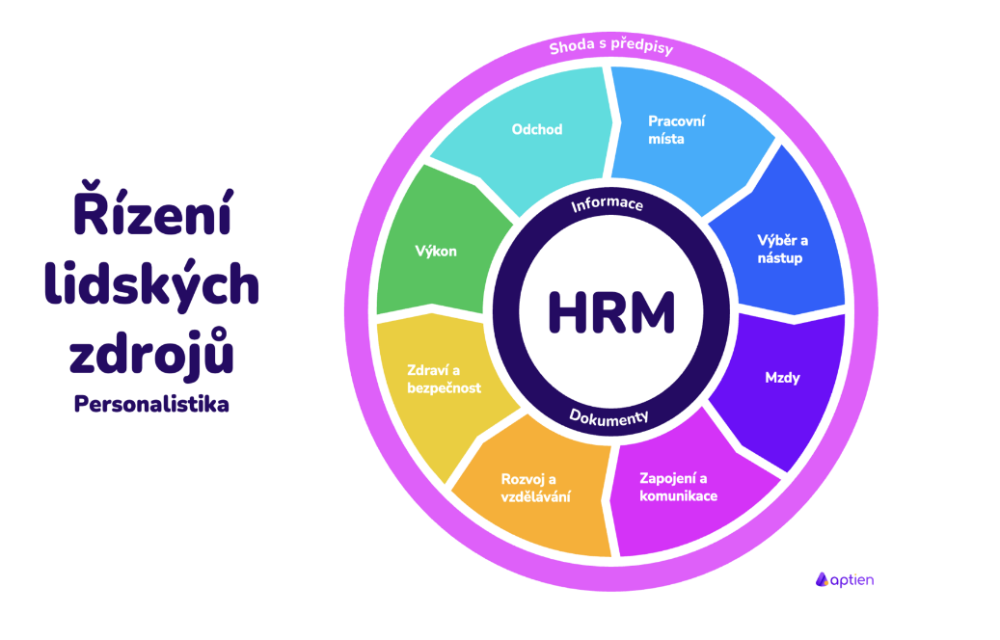 Řízení
lidských
zdrojů
Personalistika
Shoda s předpisy
Odchod
Pracovní
místa
Výkon
Informace
Výběr a
nástup
HRM
Zdraví a
bezpečnost
Mzdy
Dokumenty
Rozvoj a
vzdělávání
Zapojení a
komunikace
aptien